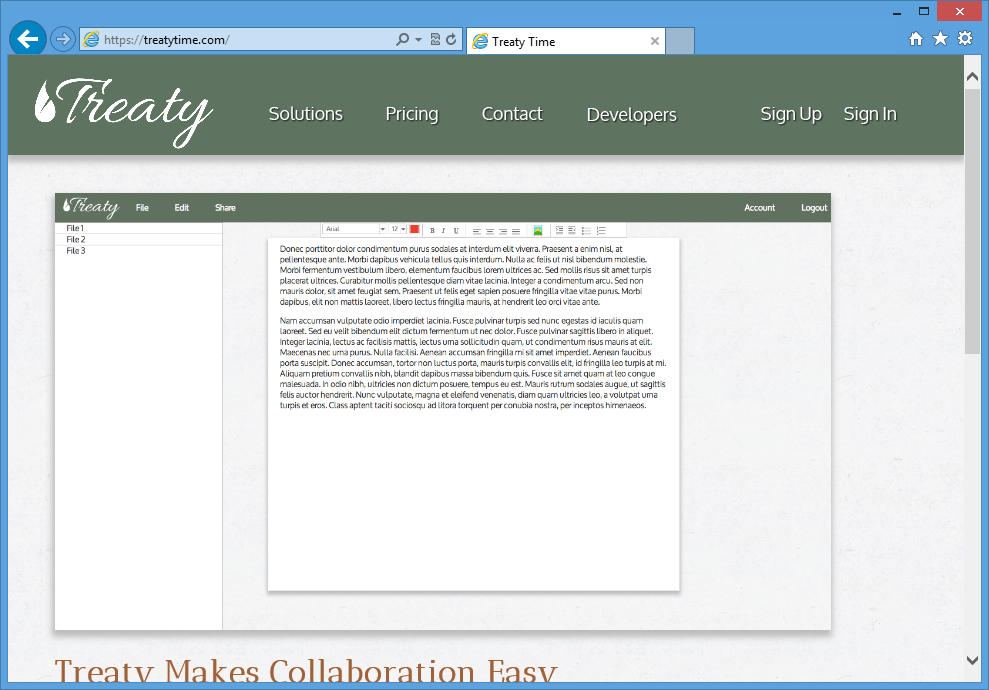 https://treatytime.com/
Treaty Time
Treaty
Solutions
Pricing
Contact
Developers
Sign Up
Sign In
Treaty
File
Edit
Share
Account
Logout
File 1
File 2
File 3
Arial
12
B I U
Donec porttitor dolor condimentum purus sodales at interdum elit viverra. Praesent a enim nisl, at
pellentesque ante. Morbi dapibus vehicula tellus quis interdum. Nulla ac felis ut nisl bibendum molestie.
Morbi fermentum vestibulum libero, elementum faucibus lorem ultrices ac. Sed mollis risus sit amet turpis
placerat ultrices. Curabitur mollis pellentesque diam vitae lacinia. Integer a condimentum arcu. Sed non
mauris dolor, sit amet feugiat sem. Praesent ut felis eget sapien posuere fringilla vitae vitae purus. Morbi
dapibus, elit non mattis laoreet, libero lectus fringilla mauris, at hendrerit leo orci vitae ante.
Nam accumsan vulputate odio imperdiet lacinia. Fusce pulvinar turpis sed nunc egestas id iaculis quam
laoreet. Sed eu velit bibendum elit dictum fermentum ut nec dolor. Fusce pulvinar sagittis libero in aliquet.
Integer lacinia, lectus ac facilisis mattis, lectus urna sollicitudin quam, ut condimentum risus mauris at elit.
Maecenas nec urna purus. Nulla facilisi. Aenean accumsan fringilla mi sit amet imperdiet. Aenean faucibus
porta suscipit. Donec accumsan, tortor non luctus porta, mauris turpis convallis elit, id fringilla leo turpis at mi.
Aliquam pretium convallis nibh, blandit dapibus massa bibendum quis. Fusce sit amet quam at leo congue
malesuada. In odio nibh, ultricies non dictum posuere, tempus eu est. Mauris rutrum sodales augue, ut sagittis
felis auctor hendrerit. Nunc vulputate, magna et eleifend venenatis, diam quam ultricies leo, a volutpat urna
turpis et eros. Class aptent taciti sociosqu ad litora torquent per conubia nostra, per inceptos himenaeos.
Treaty Makes Collaboration Easy